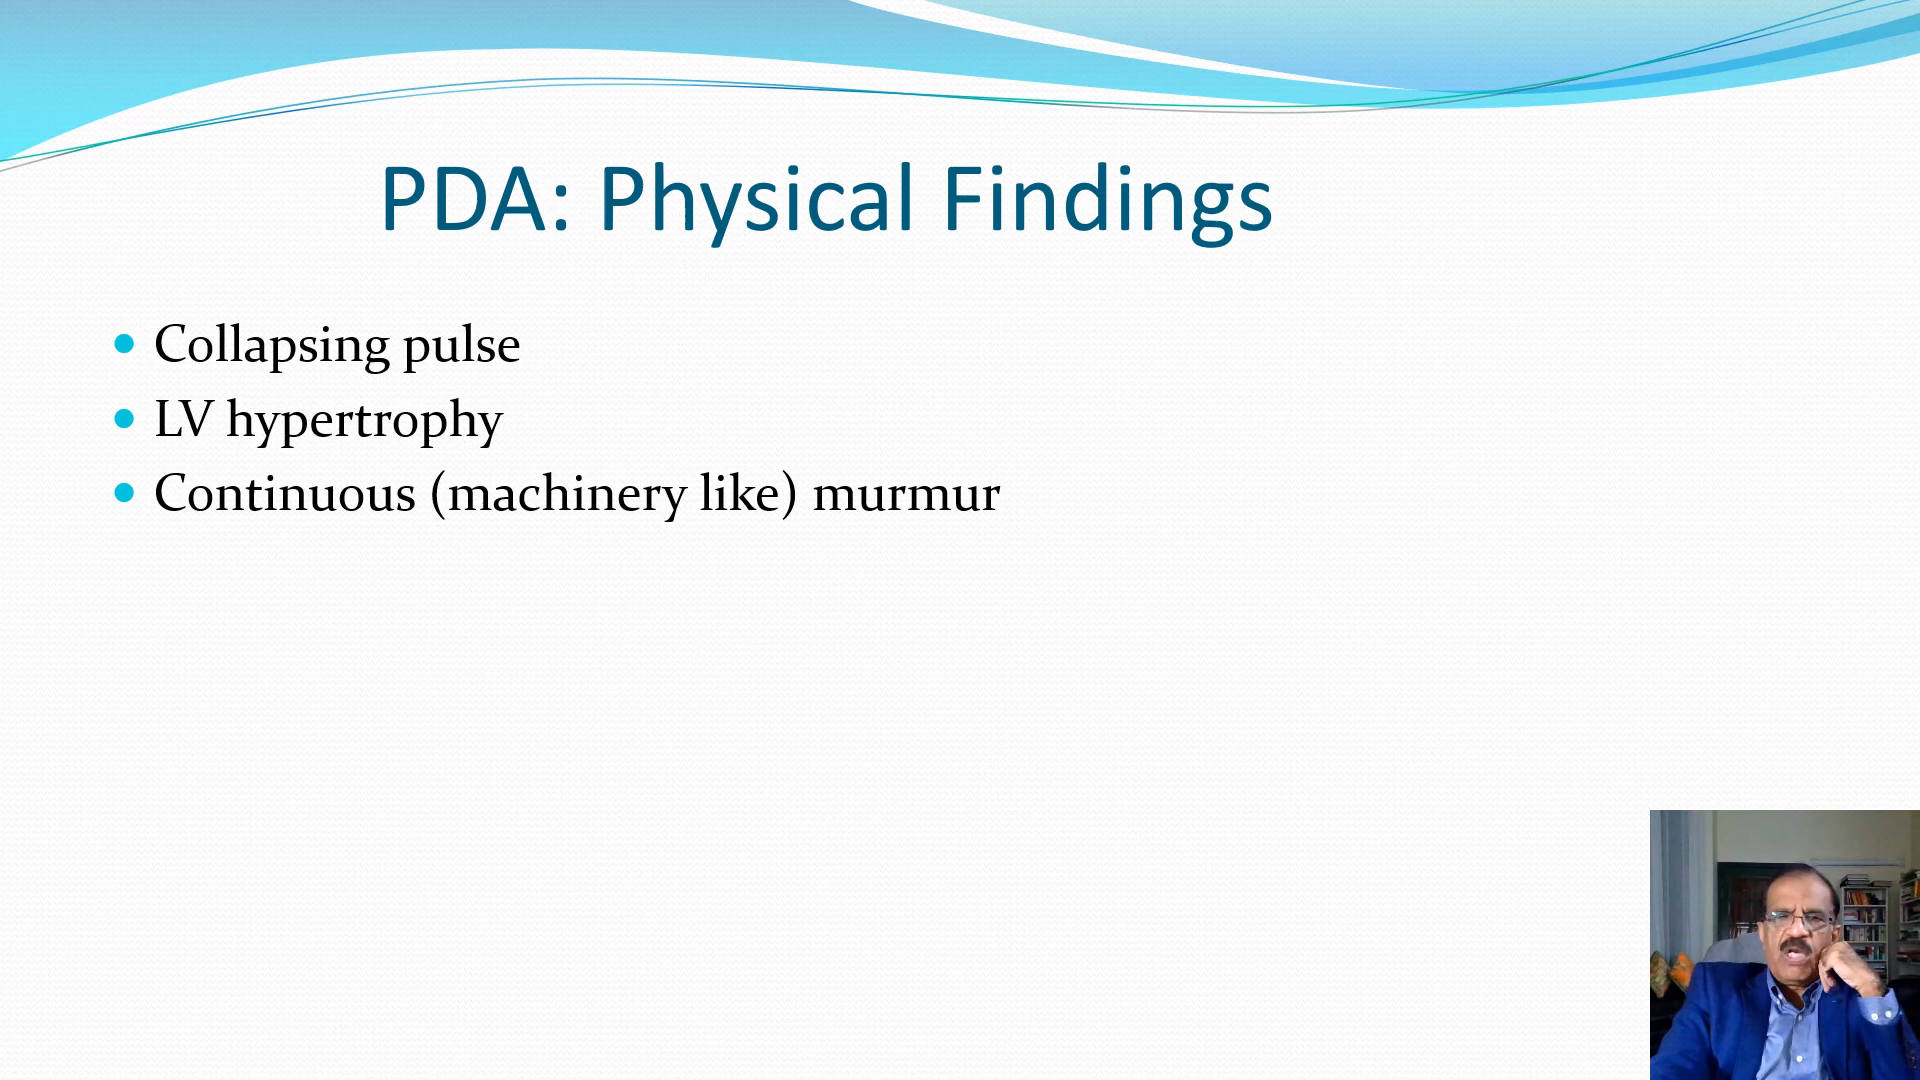 PDA: Physical Findings
Collapsing pulse
LV hypertrophy
Continuous (machinery like) murmur